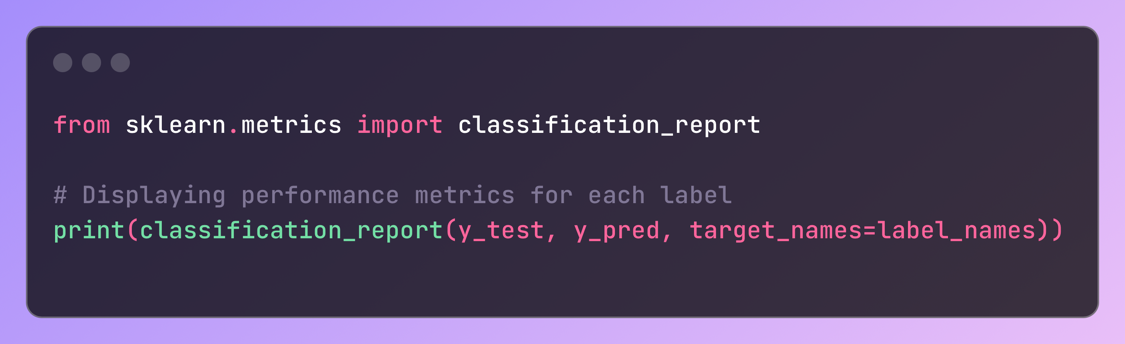 from sklearn.metrics import classification_report
# Displaying performance metrics for each label
print(classification_report(y_test, y_pred, target_names=label_names))